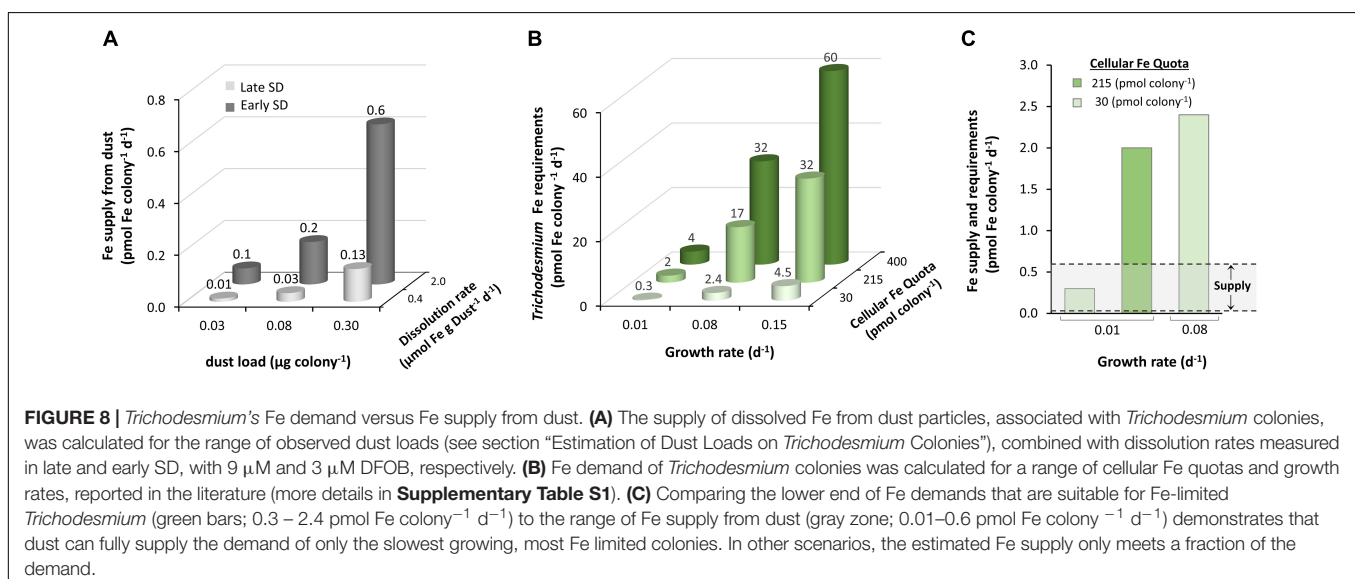 A
Late SD
Early SD
Fe supply from dust
(pmol Fe colony⁻¹ d⁻¹)
0.8
0.6
0.4
0.2
0.0
0.1
0.2
0.6
0.01
0.03
0.13
0.03
0.08
0.30
dust load (µg colony⁻¹)
0.4
2.0
Dissolution rate
(µmol Fe g Dust⁻¹ d⁻¹)
B
Trichodesmium Fe requirements
(pmol Fe colony ⁻¹ d⁻¹)
60
40
20
0
4
32
60
2
17
32
0.3
2.4
4.5
0.01
0.08
0.15
Growth rate (d⁻¹)
30
215
400
Cellular Fe Quota
(pmol colony⁻¹)
C
Cellular Fe Quota
215 (pmol colony⁻¹)
30 (pmol colony⁻¹)
Fe supply and requirements
(pmol Fe colony⁻¹ d⁻¹)
3.0
2.5
2.0
1.5
1.0
0.5
0.0
Supply
0.01
0.08
Growth rate (d⁻¹)
FIGURE 8 | Trichodesmium's Fe demand versus Fe supply from dust. (A) The supply of dissolved Fe from dust particles, associated with Trichodesmium colonies,
was calculated for the range of observed dust loads (see section “Estimation of Dust Loads on Trichodesmium Colonies”), combined with dissolution rates measured
in late and early SD, with 9 µM and 3 µM DFOB, respectively. (B) Fe demand of Trichodesmium colonies was calculated for a range of cellular Fe quotas and growth
rates, reported in the literature (more details in Supplementary Table S1). (C) Comparing the lower end of Fe demands that are suitable for Fe-limited
Trichodesmium (green bars; 0.3 – 2.4 pmol Fe colony⁻¹ d⁻¹) to the range of Fe supply from dust (gray zone; 0.01–0.6 pmol Fe colony ⁻¹ d⁻¹) demonstrates that
dust can fully supply the demand of only the slowest growing, most Fe limited colonies. In other scenarios, the estimated Fe supply only meets a fraction of the
demand.